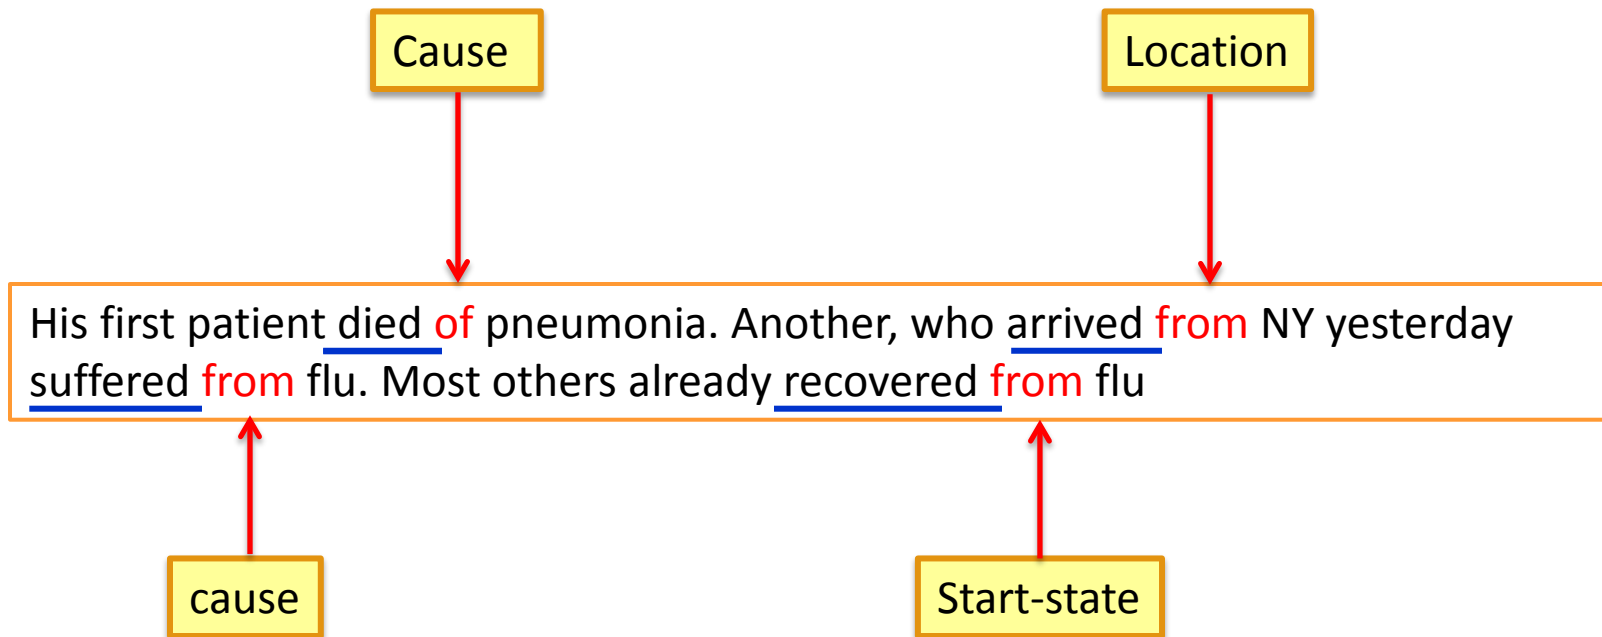 Cause
Location
His first patient died of pneumonia. Another, who arrived from NY yesterday
suffered from flu. Most others already recovered from flu
cause
Start-state